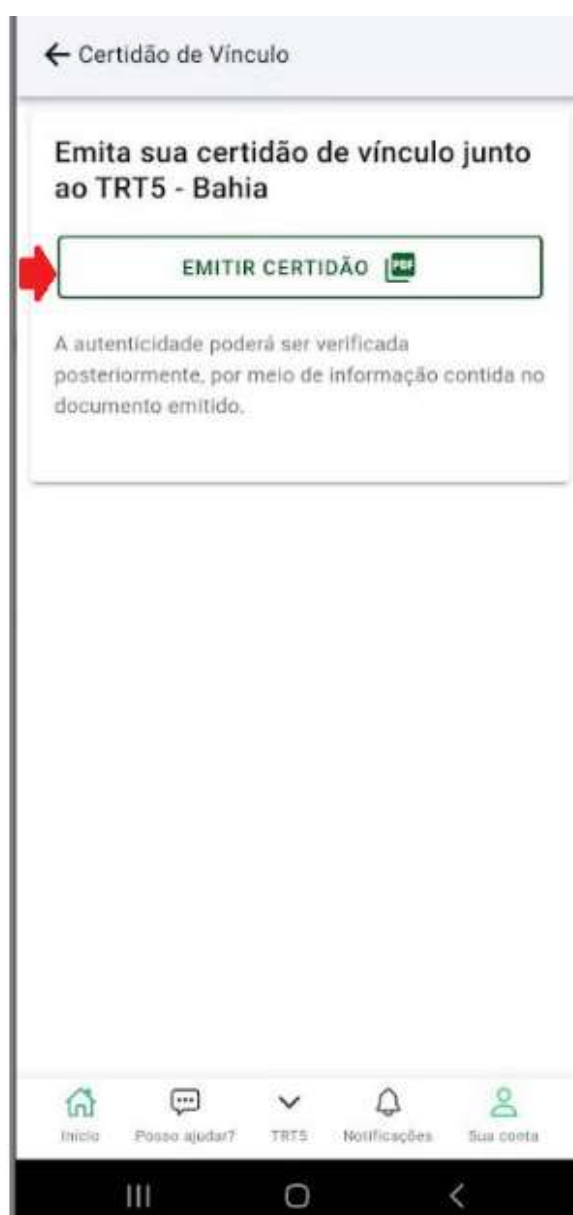 Certidão de Vínculo
Emita sua certidão de vínculo junto
ao TRT5 - Bahia
EMITIR CERTIDÃO PDF
A autenticidade poderá ser verificada
posteriormente, por meio de informação contida no
documento emitido.
Início Posso ajudar? TRT5 Notificações Sua conta